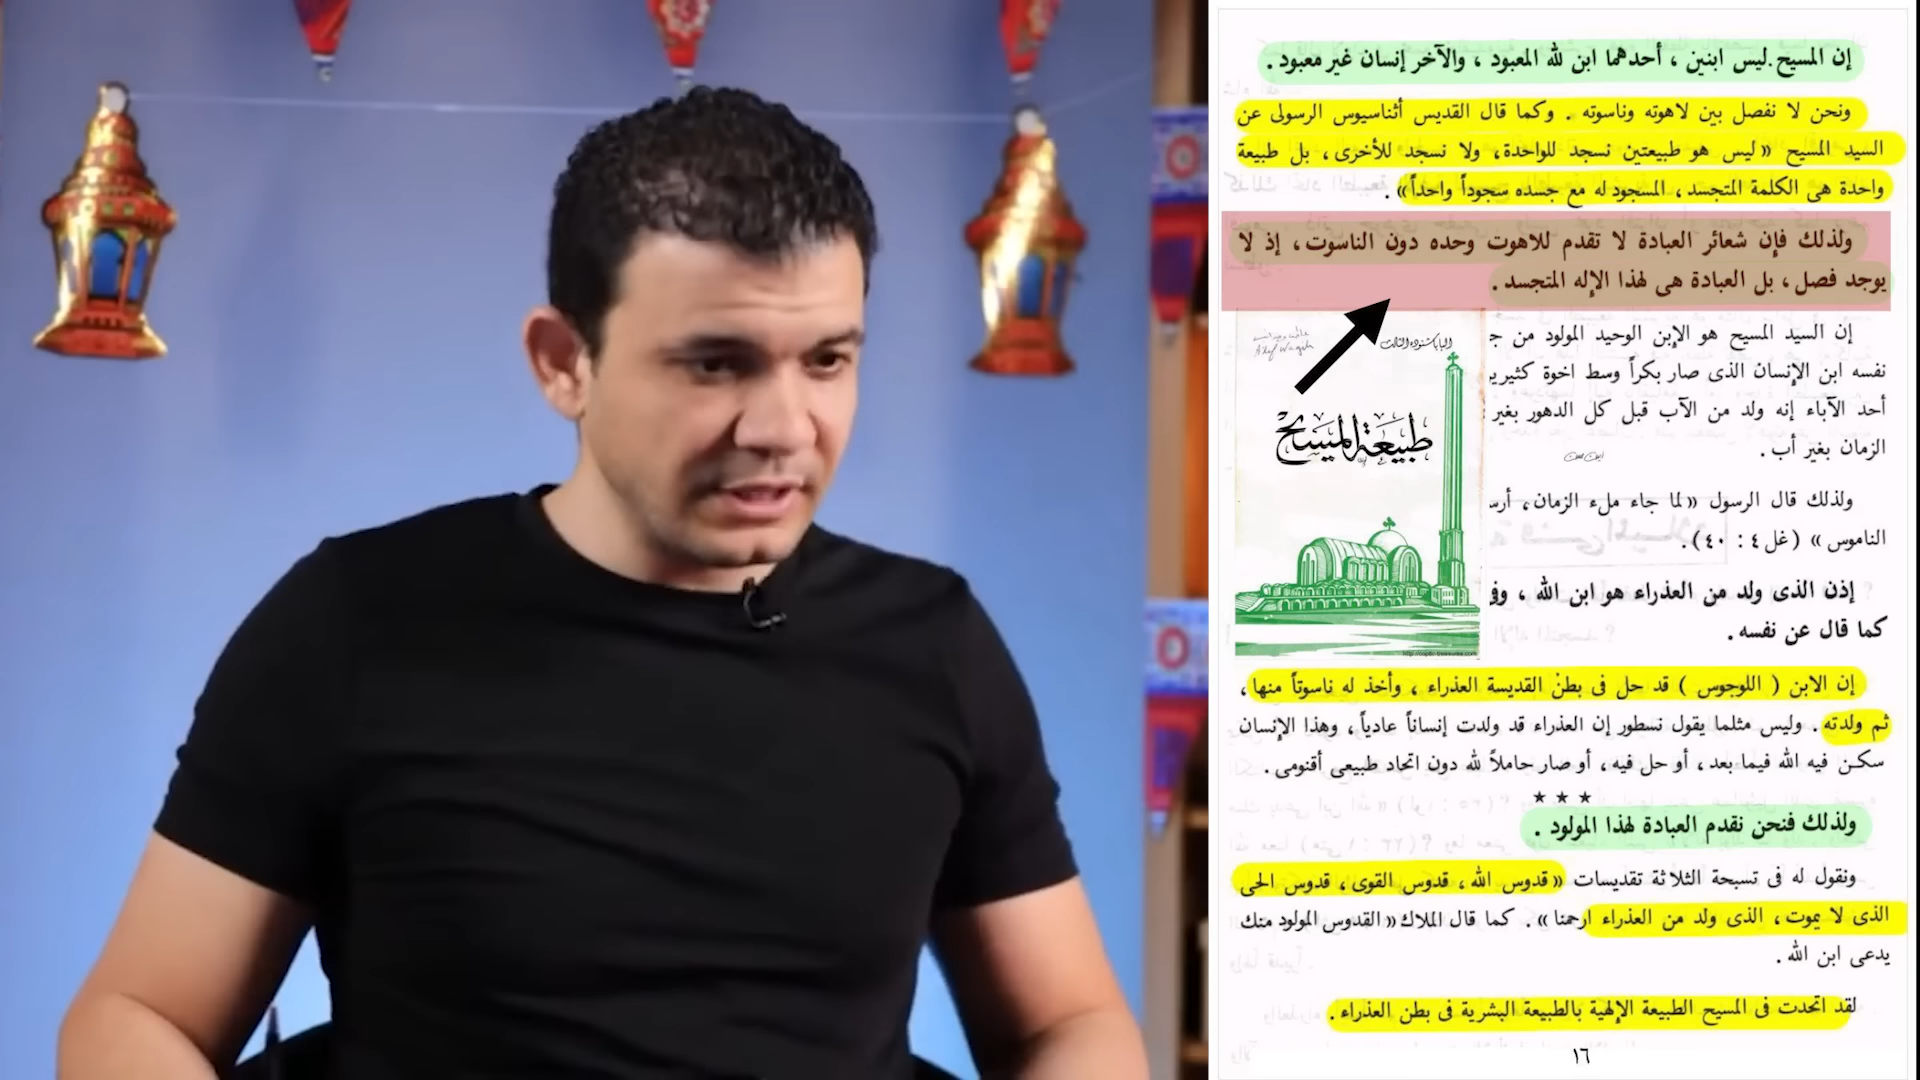 إن المسيح ليس ابنين ، أحدهما ابن لله المعبود ، والآخر إنسان غير معبود .
ونحن لا نفصل بين لاهوته وناسوته . وكما قال القديس أثناسيوس الرسولى عن
السيد المسيح «ليس هو طبيعتين نسجد للواحدة، ولا نسجد للأخرى، بل طبيعة
واحدة هى الكلمة المتجسد، المسجود له مع جسده سجوداً واحداً» .
ولذلك فإن شعائر العبادة لا تقدم للاهوت وحده دون الناسوت، إذ لا
يوجد فصل، بل العبادة هى لهذا الإله المتجسد .
إن السيد المسيح هو الإبن الوحيد المولود من ج
نفسه ابن الإنسان الذى صار بكراً وسط اخوة كثير
أحد الآباء إنه ولد من الآب قبل كل الدهور بغير
الزمان بغير أب .
ولذلك قال الرسول «لما جاء ملء الزمان، أرس
الناموس» (غل٤ : ٤٠).
إذن الذى ولد من العذراء هو ابن الله ، وفى
كما قال عن نفسه .
البابا شنوده الثالث
طبيعة المسيح
إن الابن ( اللوجوس ) قد حل فى بطن القديسة العذراء ، وأخذ له ناسوتاً منها،
ثم ولدته . وليس مثلما يقول نسطور إن العذراء قد ولدت إنساناً عادياً، وهذا الإنسان
سكن فيه الله فيما بعد، أو حل فيه، أو صار حاملاً لله دون اتحاد طبيعى أقنومى .
* * *
ولذلك فنحن نقدم العبادة لهذا المولود .
ونقول له فى تسبحة الثلاثة تقديسات «قدوس الله، قدوس القوى، قدوس الحى
الذى لا يموت، الذى ولد من العذراء ارحمنا» . كما قال الملاك «القدوس المولود منك
يدعى ابن الله .
لقد اتحدت فى المسيح الطبيعة الإلهية بالطبيعة البشرية فى بطن العذراء .
١٦